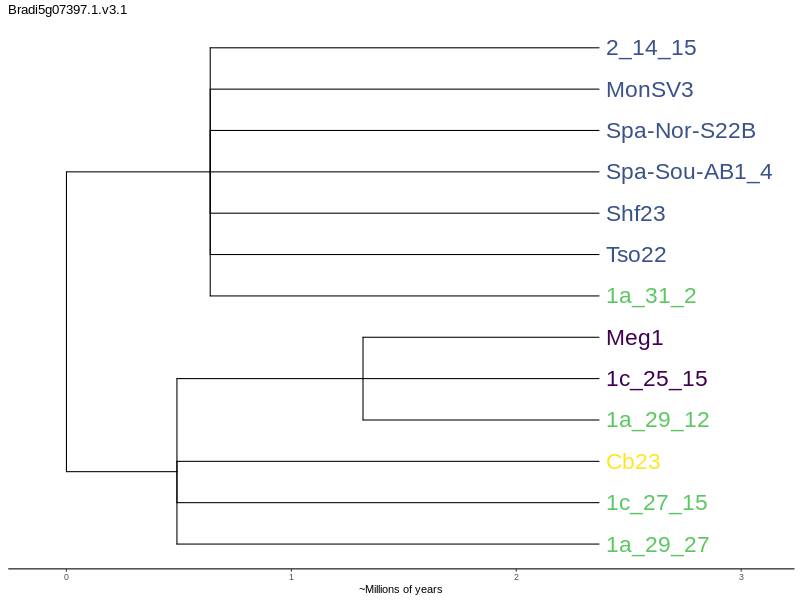 Bradi5g07397.1.v3.1
2_14_15
MonSV3
Spa-Nor-S22B
Spa-Sou-AB1_4
Shf23
Tso22
1a_31_2
Meg1
1c_25_15
1a_29_12
Cb23
1c_27_15
1a_29_27
0 1 2 3
~Millions of years